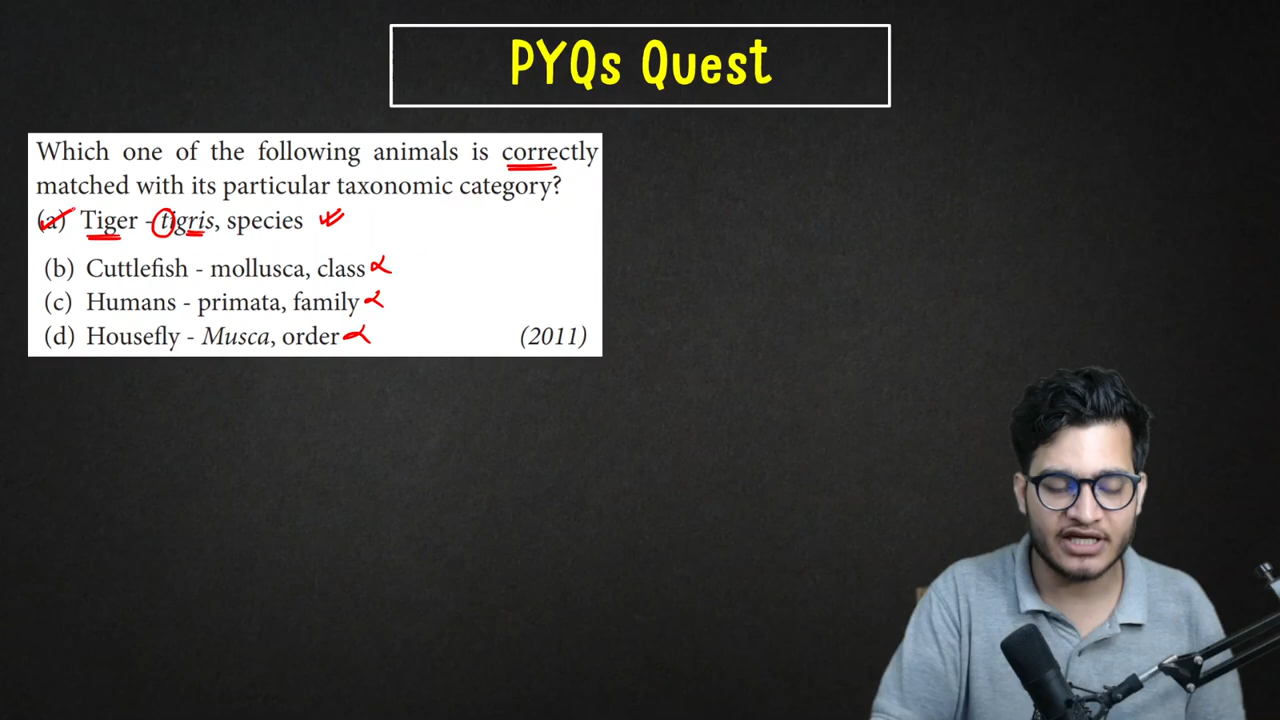 PYQs Quest
Which one of the following animals is correctly
matched with its particular taxonomic category?
(a) Tiger - tigris, species
(b) Cuttlefish - mollusca, class
(c) Humans - primata, family
(d) Housefly - Musca, order (2011)